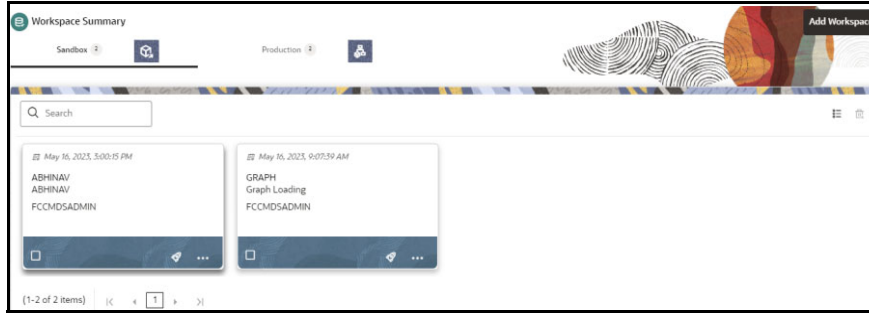 Workspace Summary
Add Workspace
Sandbox 2
Production 2
Search
May 16, 2023, 3:00:15 PM
ABHINAV
ABHINAV
FCCMDSADMIN
May 16, 2023, 9:07:39 AM
GRAPH
Graph Loading
FCCMDSADMIN
(1-2 of 2 items)
1